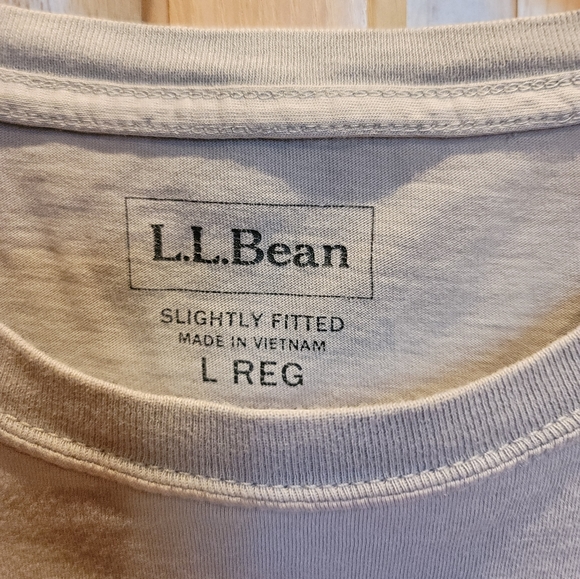 L.L.Bean
SLIGHTLY FITTED
MADE IN VIETNAM
L REG